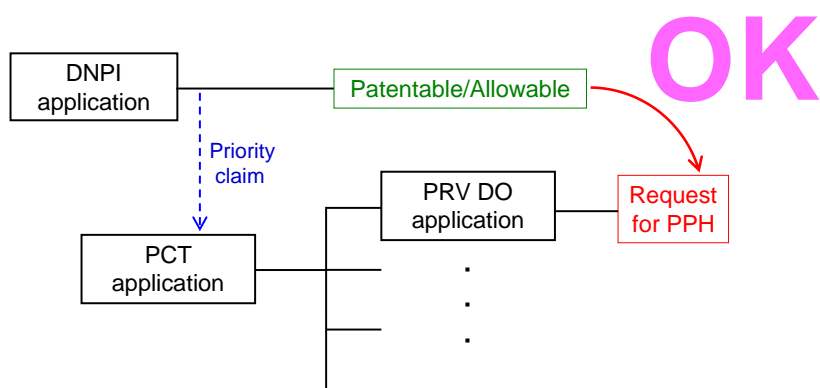 OK
DNPI
application
Patentable/Allowable
Priority
claim
PRV DO
application
Request
for PPH
PCT
application